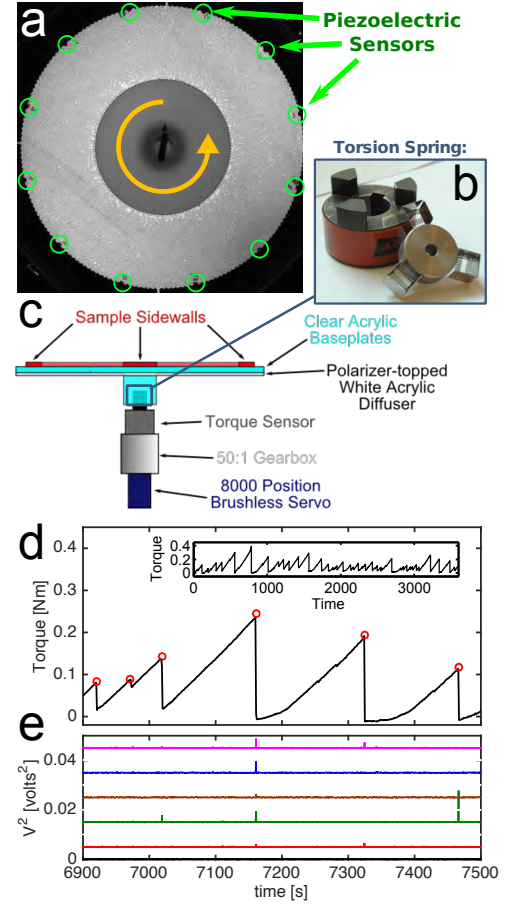 a
Piezoelectric
Sensors
Torsion Spring:
b
c
Sample Sidewalls
Clear Acrylic
Baseplates
Polarizer-topped
White Acrylic
Diffuser
Torque Sensor
50:1 Gearbox
8000 Position
Brushless Servo
d
0.4
0.3
0.2
0.1
0
Torque [Nm]
0.4
0.2
0
Torque
0 1000 2000 3000
Time
e
0.04
0.02
0
V² [volts²]
6900 7000 7100 7200 7300 7400 7500
time [s]